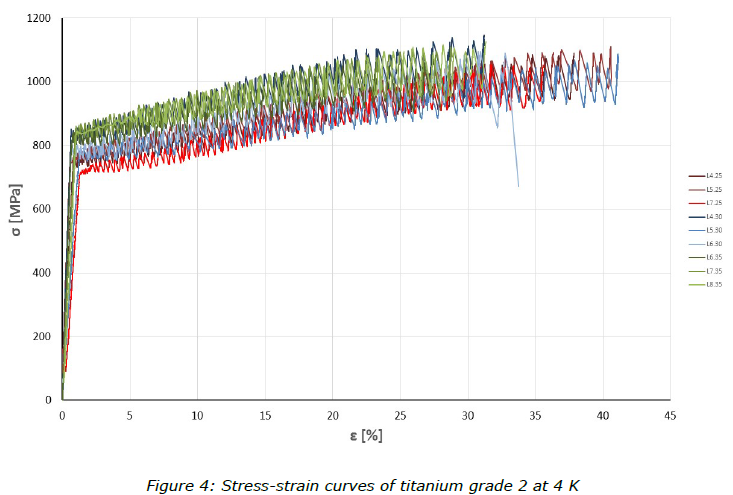 1200
1000
800
600
400
200
0
σ [MPa]
0 5 10 15 20 25 30 35 40 45
ε [%]
L4.25
L5.25
L7.25
L4.30
L5.30
L6.30
L6.35
L7.35
L8.35
Figure 4: Stress-strain curves of titanium grade 2 at 4 K